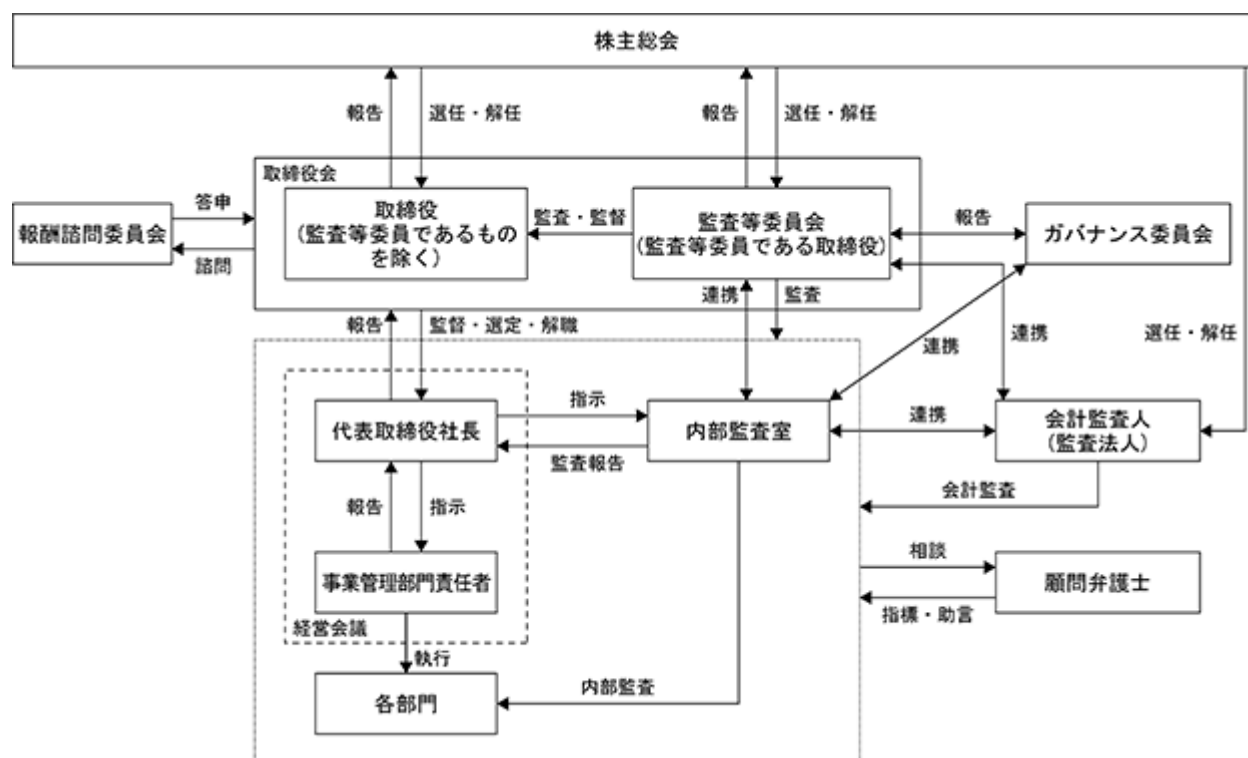 株主総会
報告
選任・解任
報告
選任・解任
取締役会
答申
取締役
(監査等委員であるもの
を除く)
監査・監督
監査等委員会
(監査等委員である取締役)
報告
ガバナンス委員会
報酬諮問委員会
諮問
連携
監査
報告
監督・選定・解職
連携
連携
選任・解任
代表取締役社長
指示
監査報告
内部監査室
連携
会計監査人
(監査法人)
会計監査
報告
指示
相談
顧問弁護士
指標・助言
事業管理部門責任者
経営会議
執行
各部門
内部監査